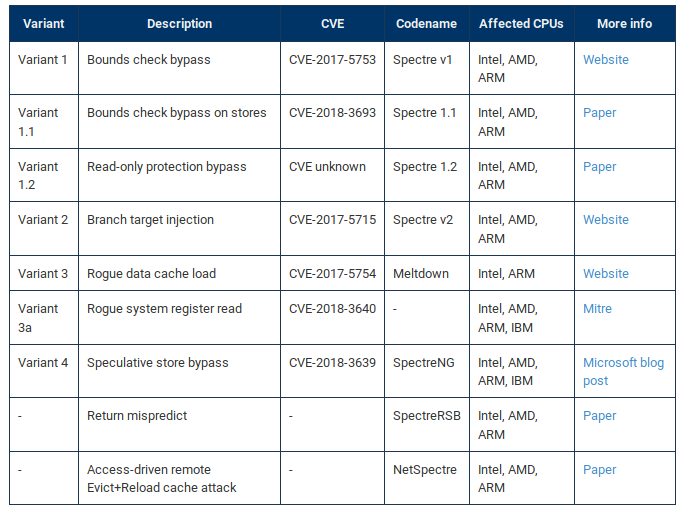 Variant Description CVE Codename Affected CPUs More info
Variant 1 Bounds check bypass CVE-2017-5753 Spectre v1 Intel, AMD, Website
ARM
Variant Bounds check bypass on stores CVE-2018-3693 Spectre 1.1 Intel, AMD, Paper
1.1 ARM
Variant Read-only protection bypass CVE unknown Spectre 1.2 Intel, AMD, Paper
1.2 ARM
Variant 2 Branch target injection CVE-2017-5715 Spectre v2 Intel, AMD, Website
ARM
Variant 3 Rogue data cache load CVE-2017-5754 Meltdown Intel, ARM Website
Variant Rogue system register read CVE-2018-3640 - Intel, AMD, Mitre
3a ARM, IBM
Variant 4 Speculative store bypass CVE-2018-3639 SpectreNG Intel, AMD, Microsoft blog
ARM, IBM post
- Return mispredict - SpectreRSB Intel, AMD, Paper
ARM
- Access-driven remote - NetSpectre Intel, AMD, Paper
Evict+Reload cache attack ARM